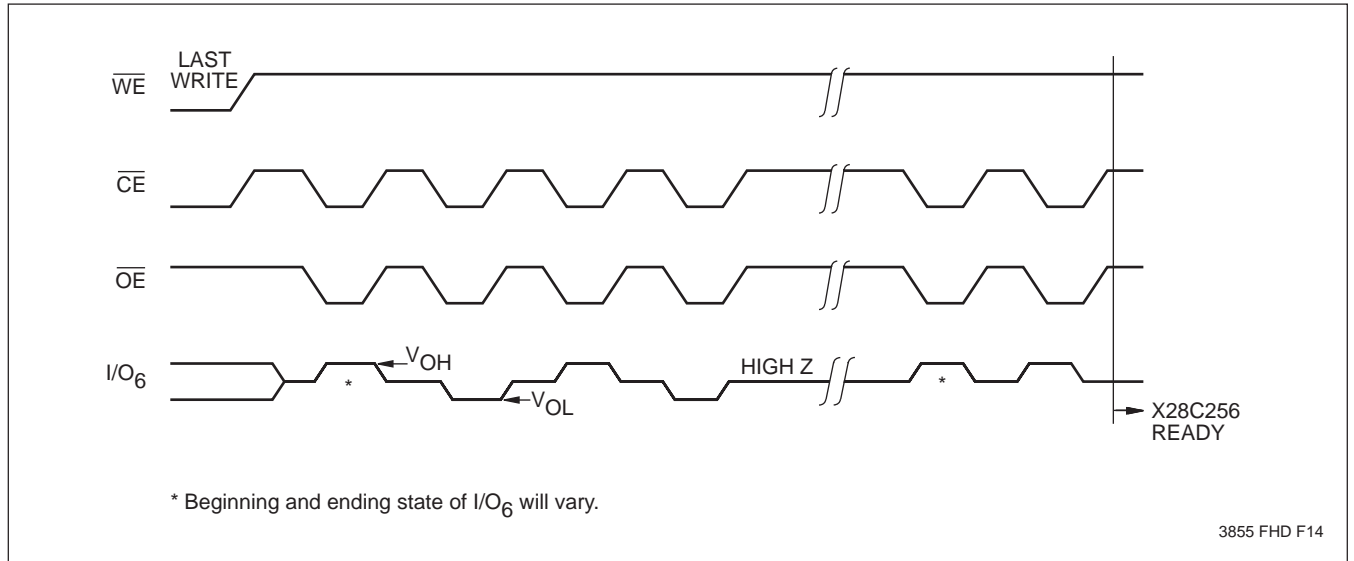 LAST
WRITE
WE
CE
OE
I/O6
VOH
*
VOL
HIGH Z
*
X28C256
READY
* Beginning and ending state of I/O6 will vary.
3855 FHD F14